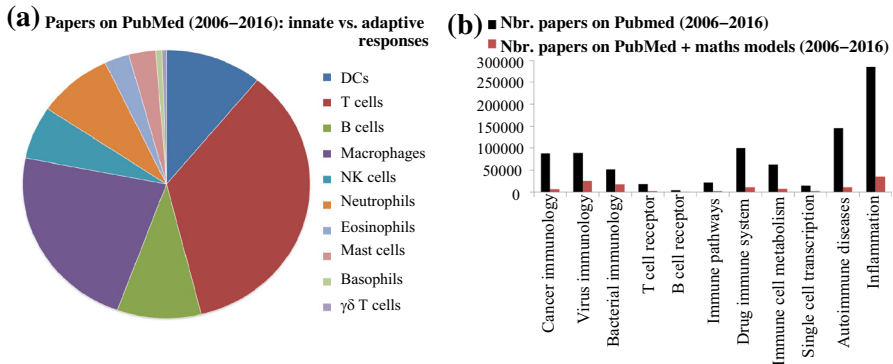 (a) Papers on PubMed (2006–2016): innate vs. adaptive
responses
DCs
T cells
B cells
Macrophages
NK cells
Neutrophils
Eosinophils
Mast cells
Basophils
γδ T cells
(b) Nbr. papers on Pubmed (2006–2016)
Nbr. papers on PubMed + maths models (2006–2016)
300000
250000
200000
150000
100000
50000
0
Cancer immunology
Virus immunology
Bacterial immunology
T cell receptor
B cell receptor
Immune pathways
Drug immune system
Immune cell metabolism
Single cell transcription
Autoimmune diseases
Inflammation